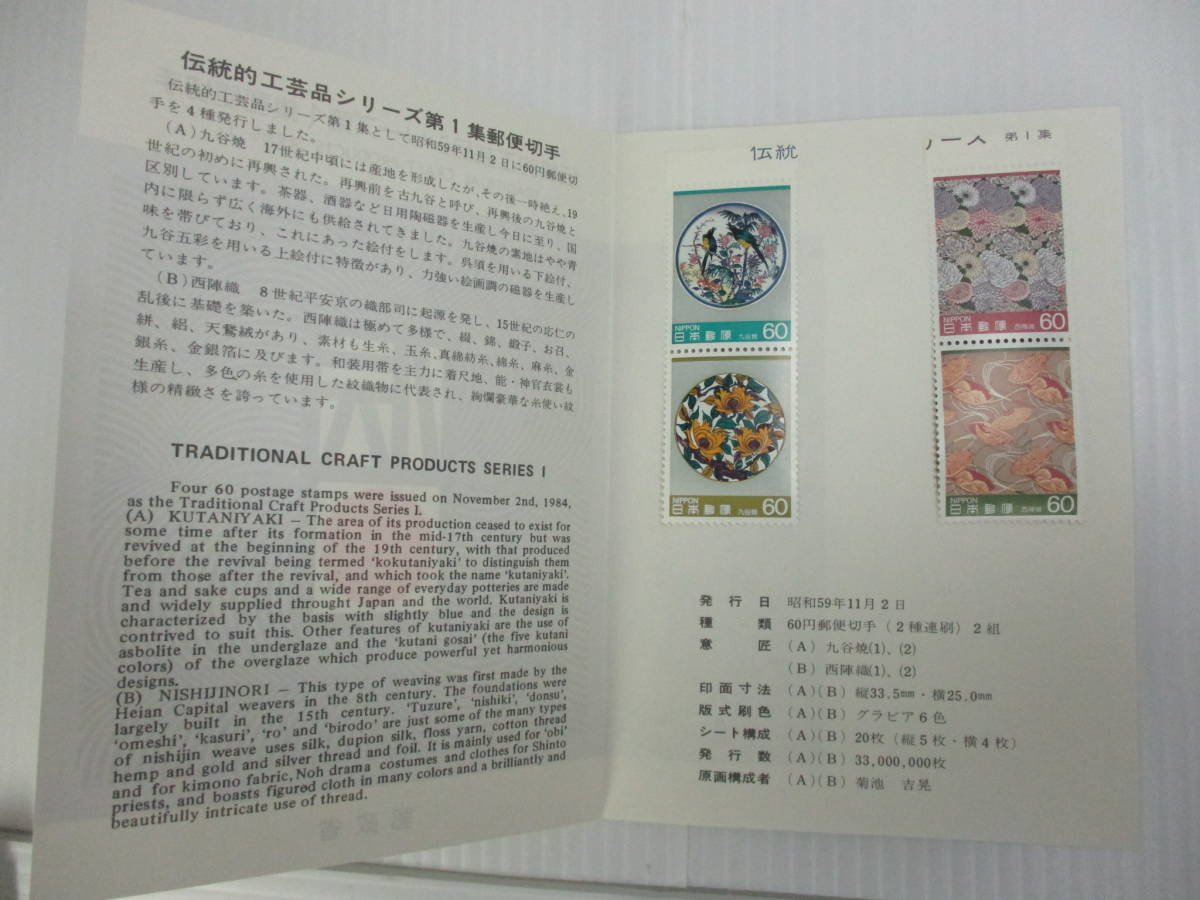 伝統的工芸品シリーズ第1集郵便切手
伝統的工芸品シリーズ第1集として昭和59年11月2日に60円郵便切
手を4種発行しました。
(A)九谷焼 17世紀中頃には産地を形成したが、その後一時絶え、19
世紀の初めに再興された。再興前を古九谷と呼び、再興後の九谷焼と
区別しています。茶器、酒器など日用陶磁器を生産し今日に至り、国
内に限らず広く海外にも供給されてきました。九谷焼の素地はやや青
味を帯びており、これにあった絵付をします。呉須を用いる下絵付、
九谷五彩を用いる上絵付に特徴があり、力強い絵画調の磁器を生産し
ています。
(B)西陣織 8世紀平安京の織部司に起源を発し、15世紀の応仁の
乱後に基礎を築いた。西陣織は極めて多様で、綴、錦、緞子、お召、
絣、絽、天鵞絨があり、素材も生糸、玉糸、真綿紡糸、綿糸、麻糸、金
銀糸、金銀箔に及びます。和装用帯を主力に着尺地、能・神官衣裳も
生産し、多色の糸を使用した紋織物に代表され、絢爛豪華な糸使い紋
様の精緻さを誇っています。
TRADITIONAL CRAFT PRODUCTS SERIES I
Four 60 postage stamps were issued on November 2nd, 1984,
as the Traditional Craft Products Series I.
(A) KUTANIYAKI – The area of its production ceased to exist for
some time after its formation in the mid-17th century but was
revived at the beginning of the 19th century, with that produced
before the revival being termed 'kokutaniyaki' to distinguish them
from those after the revival, and which took the name 'kutaniyaki'.
Tea and sake cups and a wide range of everyday potteries are made
and widely supplied throught Japan and the world. Kutaniyaki is
characterized by the basis with slightly blue and the design is
contrived to suit this. Other features of kutaniyaki are the use of
asbolite in the underglaze and the 'kutani gosai' (the five kutani
colors) of the overglaze which produce powerful yet harmonious
designs.
(B) NISHIJINORI – This type of weaving was first made by the
Heian Capital weavers in the 8th century. The foundations were
largely built in the 15th century. 'Tuzure', 'nishiki', 'donsu',
'omeshi', 'kasuri', 'ro' and 'birodo' are just some of the many types
of nishijin weave uses silk, dupion silk, floss yarn, cotton thread
hemp and gold and silver thread and foil. It is mainly used for 'obi'
and for kimono fabric, Noh drama costumes and clothes for Shinto
priests, and boasts figured cloth in many colors and a brilliantly and
beautifully intricate use of thread.
伝統
ーズ 第1集
NIPPON
日本郵便 九谷焼 60
NIPPON
日本郵便 九谷焼 60
NIPPON
日本郵便 西陣織 60
NIPPON
日本郵便 西陣織 60
発行日 昭和59年11月2日
種類 60円郵便切手(2種連刷)2組
意匠 (A)九谷焼(1)、(2)
(B)西陣織(1)、(2)
印面寸法 (A)(B)縦33.5mm・横25.0mm
版式刷色 (A)(B)グラビア6色
シート構成 (A)(B)20枚(縦5枚・横4枚)
発行数 (A)(B)33,000,000枚
原画構成者 (A)(B)菊池 吉晃